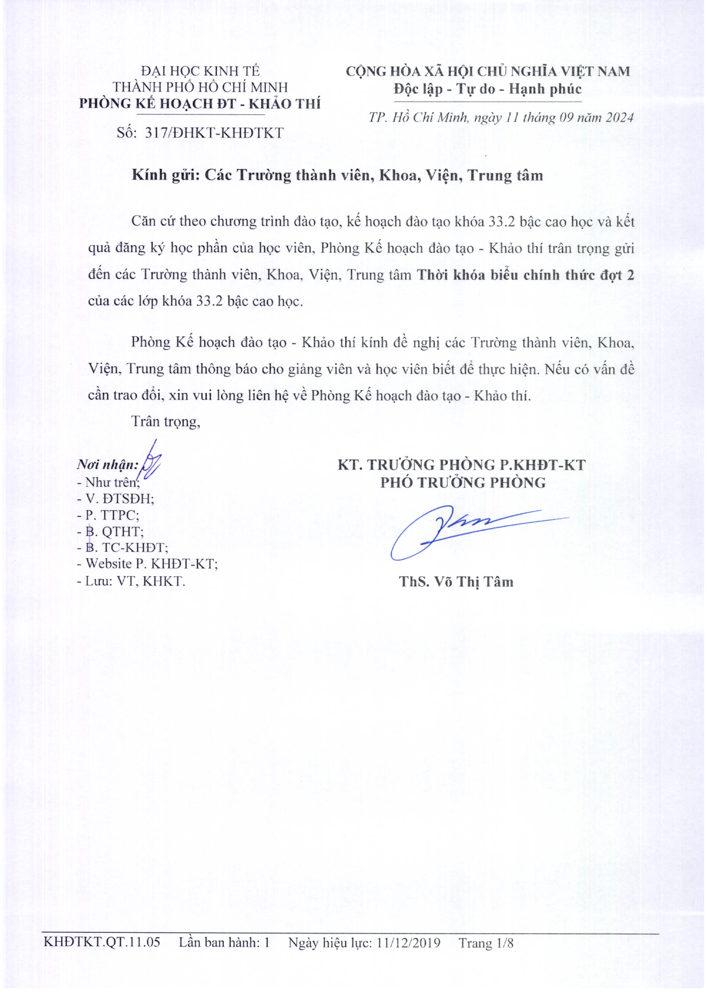 ĐẠI HỌC KINH TẾ
THÀNH PHỐ HỒ CHÍ MINH
PHÒNG KẾ HOẠCH ĐT - KHẢO THÍ
Số: 317/ĐHKT-KHĐTKT
CỘNG HÒA XÃ HỘI CHỦ NGHĨA VIỆT NAM
Độc lập - Tự do - Hạnh phúc
TP. Hồ Chí Minh, ngày 11 tháng 09 năm 2024
Kính gửi: Các Trường thành viên, Khoa, Viện, Trung tâm
Căn cứ theo chương trình đào tạo, kế hoạch đào tạo khóa 33.2 bậc cao học và kết
quả đăng ký học phần của học viên, Phòng Kế hoạch đào tạo - Khảo thí trân trọng gửi
đến các Trường thành viên, Khoa, Viện, Trung tâm Thời khóa biểu chính thức đợt 2
của các lớp khóa 33.2 bậc cao học.
Phòng Kế hoạch đào tạo - Khảo thí kính đề nghị các Trường thành viên, Khoa,
Viện, Trung tâm thông báo cho giảng viên và học viên biết để thực hiện. Nếu có vấn đề
cần trao đổi, xin vui lòng liên hệ về Phòng Kế hoạch đào tạo - Khảo thí.
Trân trọng,
Nơi nhận:
- Như trên;
- V. ĐTSĐH;
- P. TTPC;
- B. QTHT;
- B. TC-KHĐT;
- Website P. KHĐT-KT;
- Lưu: VT, KHKT.
KT. TRƯỞNG PHÒNG P.KHĐT-KT
PHÓ TRƯỞNG PHÒNG
ThS. Võ Thị Tâm
KHĐTKT.QT.11.05 Lần ban hành: 1 Ngày hiệu lực: 11/12/2019 Trang 1/8